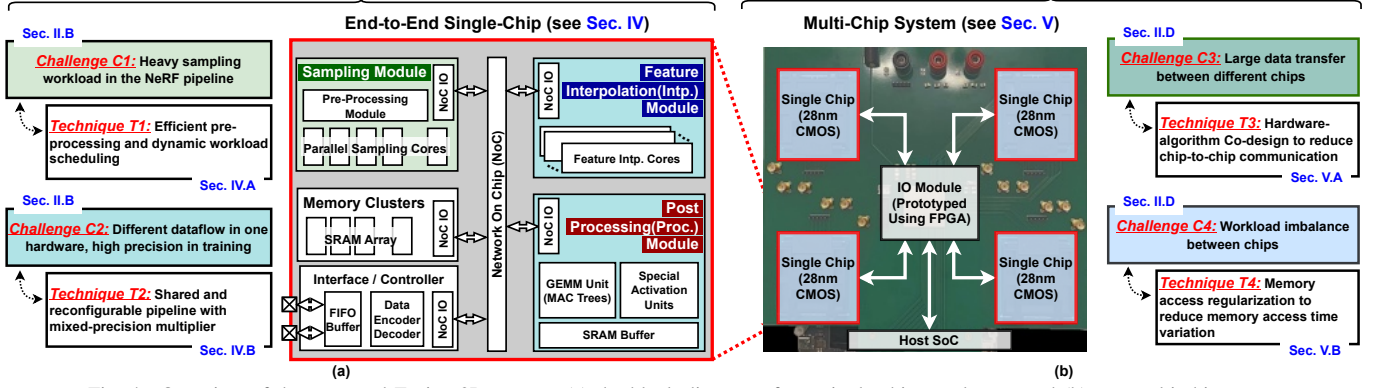 End-to-End Single-Chip (see Sec. IV)
Multi-Chip System (see Sec. V)
Sec. II.B
Challenge C1: Heavy sampling
workload in the NeRF pipeline
Technique T1: Efficient pre-
processing and dynamic workload
scheduling
Sec. IV.A
Sec. II.B
Challenge C2: Different dataflow in one
hardware, high precision in training
Technique T2: Shared and
reconfigurable pipeline with
mixed-precision multiplier
Sec. IV.B
Sampling Module
Pre-Processing
Module
Parallel Sampling Cores
NoC IO
Memory Clusters
SRAM Array
NoC IO
Interface / Controller
FIFO
Buffer
Data
Encoder
Decoder
NoC IO
Network On Chip (NoC)
NoC IO
Feature
Interpolation(Intp.)
Module
Feature Intp. Cores
NoC IO
Post
Processing(Proc.)
Module
GEMM Unit
(MAC Trees)
Special
Activation
Units
SRAM Buffer
(a)
Single Chip
(28nm
CMOS)
Single Chip
(28nm
CMOS)
IO Module
(Prototyped
Using FPGA)
Single Chip
(28nm
CMOS)
Single Chip
(28nm
CMOS)
Host SoC
(b)
Sec. II.D
Challenge C3: Large data transfer
between different chips
Technique T3: Hardware-
algorithm Co-design to reduce
chip-to-chip communication
Sec. V.A
Sec. II.D
Challenge C4: Workload imbalance
between chips
Technique T4: Memory
access regularization to
reduce memory access time
variation
Sec. V.B